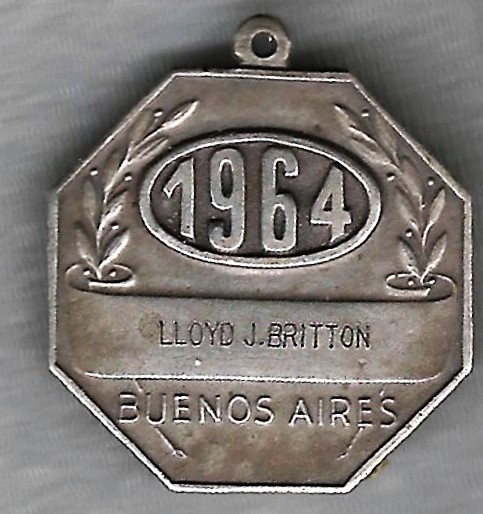 1964
LLOYD J. BRITTON
BUENOS AIRES